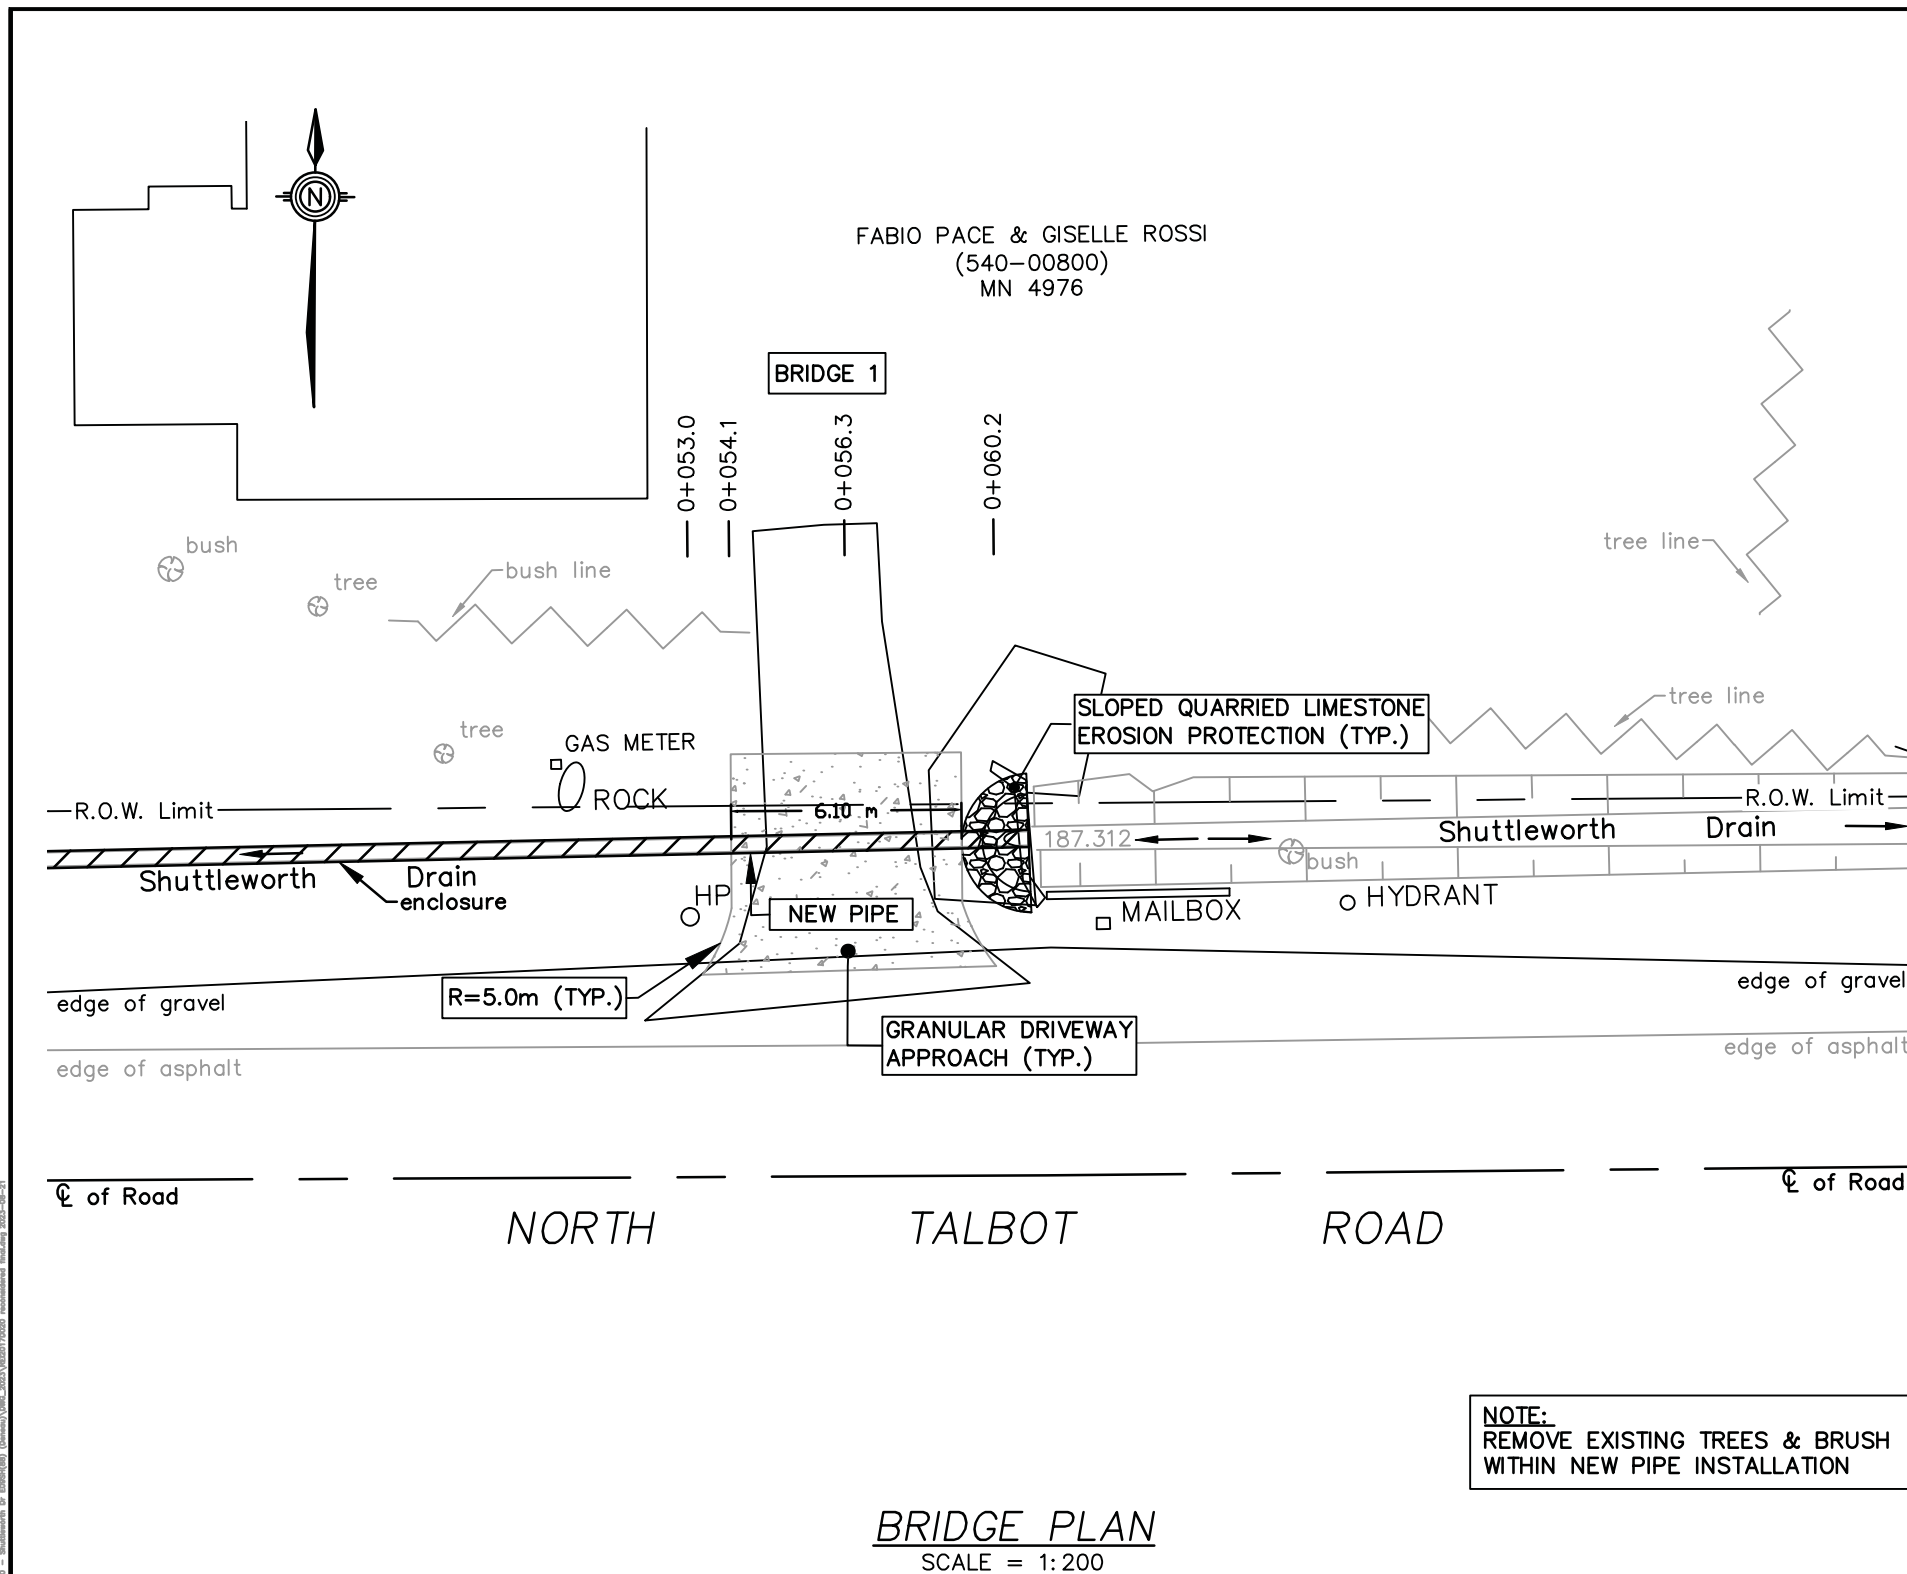 N
FABIO PACE & GISELLE ROSSI
(540-00800)
MN 4976
BRIDGE 1
0+053.0
0+054.1
0+056.3
0+060.2
bush
tree
bush line
tree line
tree
GAS METER
ROCK
SLOPED QUARRIED LIMESTONE
EROSION PROTECTION (TYP.)
tree line
R.O.W. Limit
6.10 m
R.O.W. Limit
187.312
Shuttleworth Drain
bush
Shuttleworth Drain
enclosure
HP
NEW PIPE
MAILBOX
HYDRANT
edge of gravel
R=5.0m (TYP.)
edge of gravel
GRANULAR DRIVEWAY
APPROACH (TYP.)
edge of asphalt
edge of asphalt
℄ of Road
℄ of Road
NORTH TALBOT ROAD
NOTE:
REMOVE EXISTING TREES & BRUSH
WITHIN NEW PIPE INSTALLATION
BRIDGE PLAN
SCALE = 1:200